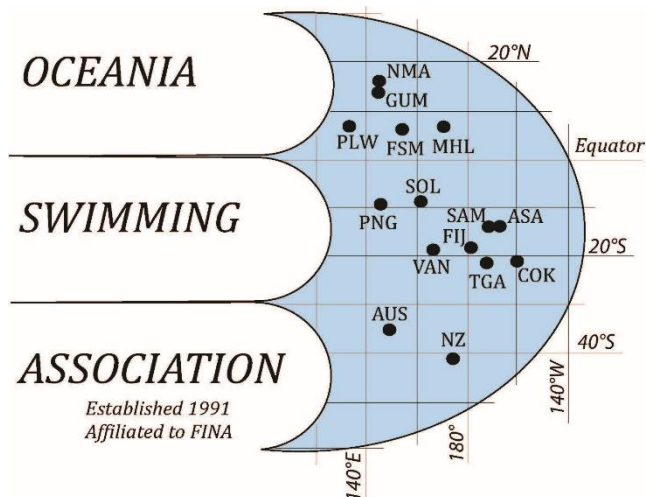 OCEANIA
SWIMMING
ASSOCIATION
Established 1991
Affiliated to FINA
20°N
NMA
GUM
PLW
FSM
MHL
Equator
SOL
PNG
SAM
ASA
FIJ
VAN
20°S
TGA
COK
AUS
NZ
40°S
140°E
180°
140°W